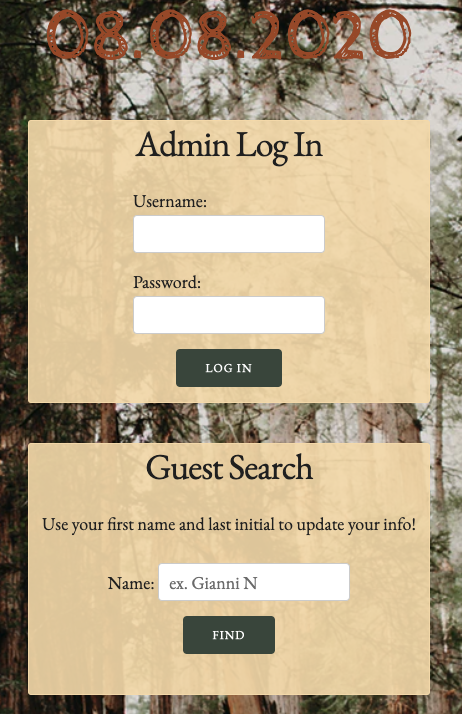 08.08.2020
Admin Log In
Username:
Password:
LOG IN
Guest Search
Use your first name and last initial to update your info!
Name: ex. Gianni N
FIND